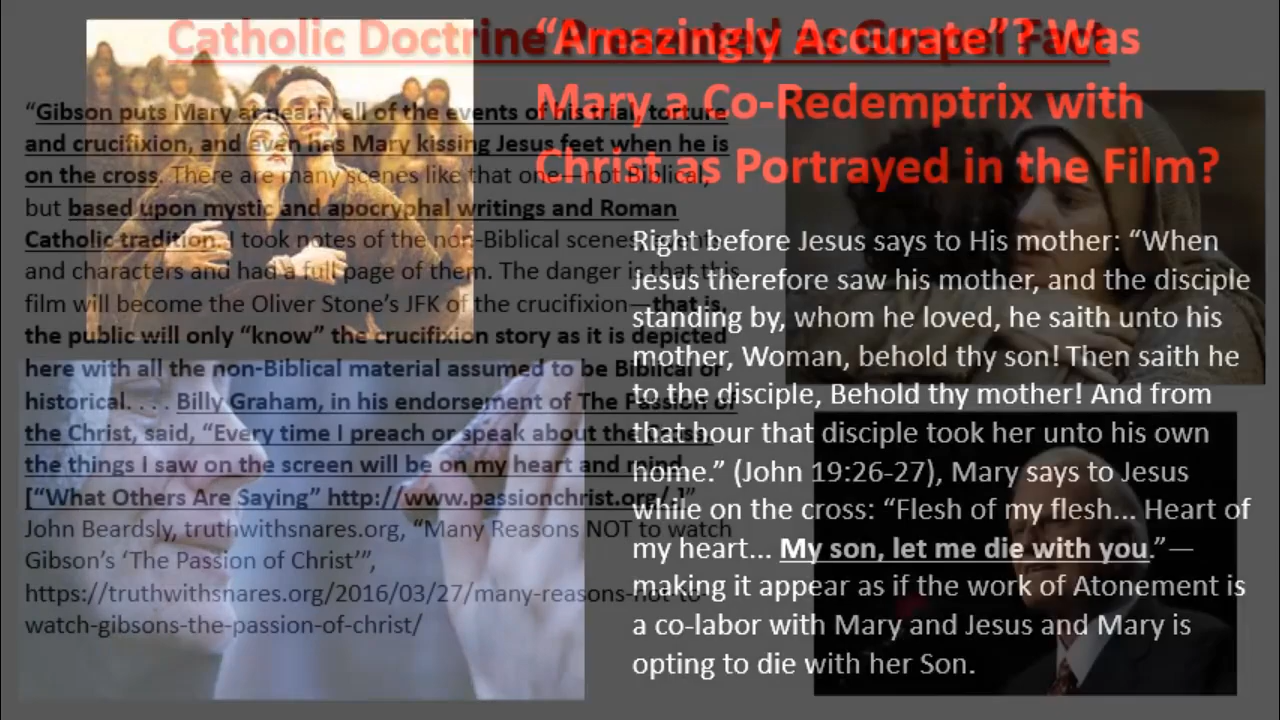 Catholic Doctrine Presented as Gospel Fact
“Gibson puts Mary at nearly all of the events of his trial, torture
and crucifixion, and even has Mary kissing Jesus feet when he is
on the cross. There are many scenes like that one—not Biblical,
but based upon mystic and apocryphal writings and Roman
Catholic tradition. I took notes of the non-Biblical scenes,
and characters and had a full page of them. The danger is that this
film will become the Oliver Stone’s JFK of the crucifixion—that is,
the public will only “know” the crucifixion story as it is depicted
here with all the non-Biblical material assumed to be Biblical or
historical. . . . Billy Graham, in his endorsement of The Passion of
the Christ, said, “Every time I preach or speak about the Cross,
the things I saw on the screen will be on my heart and mind.
[“What Others Are Saying” http://www.passionchrist.org/.]”
John Beardsly, truthwithsnares.org, “Many Reasons NOT to watch
Gibson’s ‘The Passion of Christ’”,
https://truthwithsnares.org/2016/03/27/many-reasons-not-to-
watch-gibsons-the-passion-of-christ/
“Amazingly Accurate”? Was
Mary a Co-Redemptrix with
Christ as Portrayed in the Film?
Right before Jesus says to His mother: “When
Jesus therefore saw his mother, and the disciple
standing by, whom he loved, he saith unto his
mother, Woman, behold thy son! Then saith he
to the disciple, Behold thy mother! And from
that hour that disciple took her unto his own
home.” (John 19:26-27), Mary says to Jesus
while on the cross: “Flesh of my flesh... Heart of
my heart... My son, let me die with you.”—
making it appear as if the work of Atonement is
a co-labor with Mary and Jesus and Mary is
opting to die with her Son.